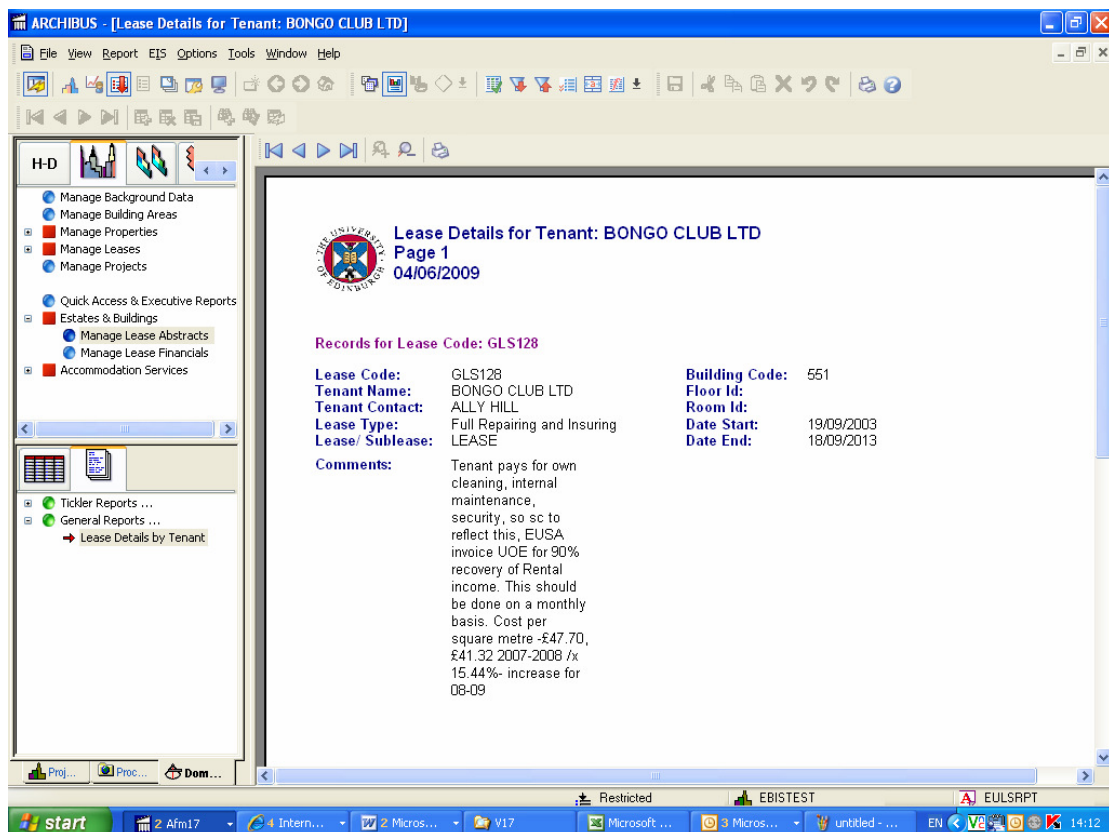 ARCHIBUS - [Lease Details for Tenant: BONGO CLUB LTD]
File View Report EIS Options Tools Window Help
H-D
Manage Background Data
Manage Building Areas
Manage Properties
Manage Leases
Manage Projects
Quick Access & Executive Reports
Estates & Buildings
Manage Lease Abstracts
Manage Lease Financials
Accommodation Services
Tickler Reports ...
General Reports ...
Lease Details by Tenant
Proj... Proc... Dom...
THE UNIVERSITY OF EDINBURGH
Lease Details for Tenant: BONGO CLUB LTD
Page 1
04/06/2009
Records for Lease Code: GLS128
Lease Code: GLS128 Building Code: 551
Tenant Name: BONGO CLUB LTD Floor Id:
Tenant Contact: ALLY HILL Room Id:
Lease Type: Full Repairing and Insuring Date Start: 19/09/2003
Lease/ Sublease: LEASE Date End: 18/09/2013
Comments: Tenant pays for own
cleaning, internal
maintenance,
security, so sc to
reflect this, EUSA
invoice UOE for 90%
recovery of Rental
income. This should
be done on a monthly
basis. Cost per
square metre -£47.70,
£41.32 2007-2008 /x
15.44%- increase for
08-09
Restricted EBISTEST EULSRPT
start 2 Afm17 4 Intern... 2 Micros... V17 Microsoft ... 3 Micros... untitled - ... EN 14:12